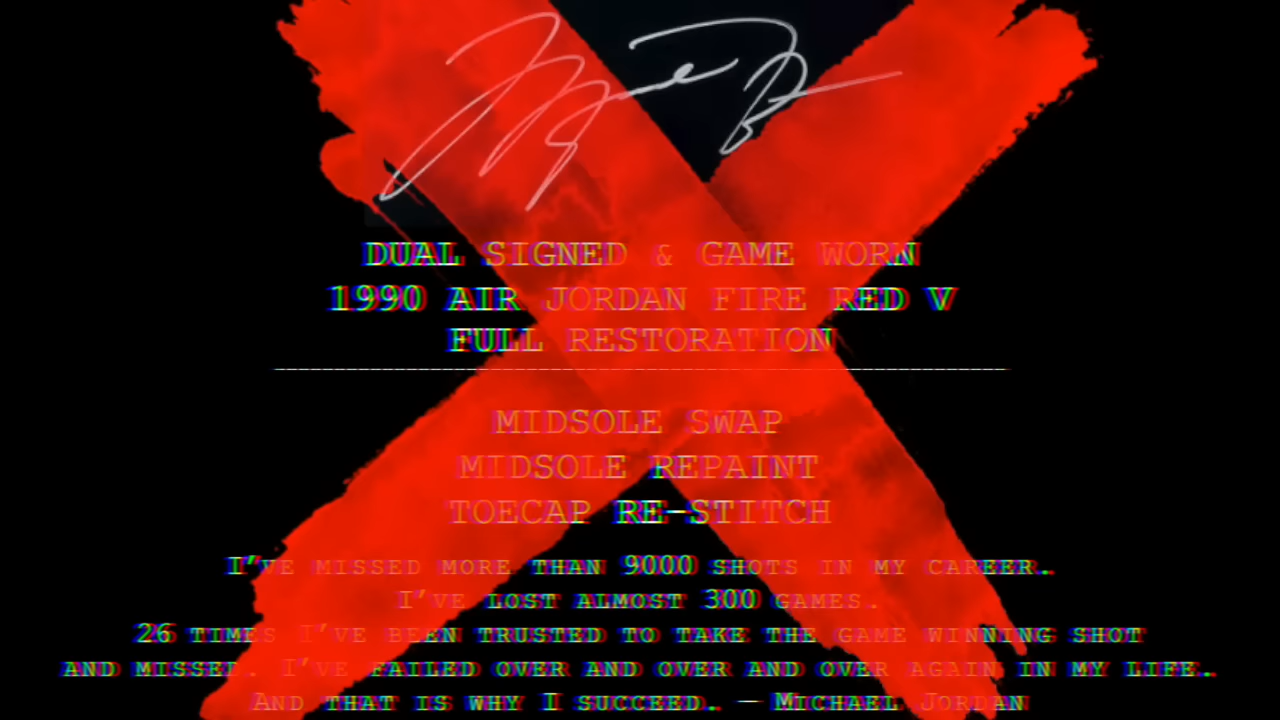 DUAL SIGNED & GAME WORN
1990 AIR JORDAN FIRE RED V
FULL RESTORATION
MIDSOLE SWAP
MIDSOLE REPAINT
TOECAP RE-STITCH
I'VE MISSED MORE THAN 9000 SHOTS IN MY CAREER.
I'VE LOST ALMOST 300 GAMES.
26 TIMES I'VE BEEN TRUSTED TO TAKE THE GAME WINNING SHOT
AND MISSED. I'VE FAILED OVER AND OVER AND OVER AGAIN IN MY LIFE.
AND THAT IS WHY I SUCCEED. — MICHAEL JORDAN